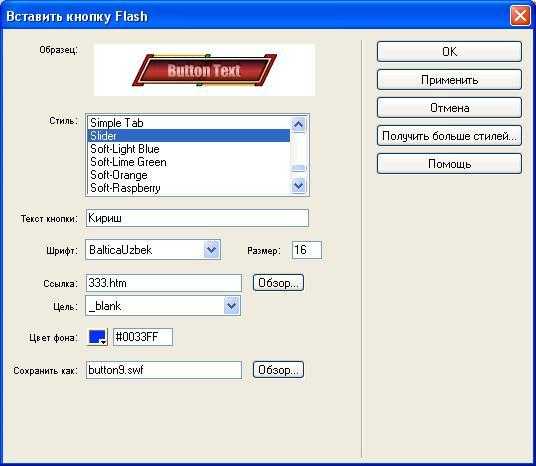 Вставить кнопку Flash
Образец:
Button Text
Стиль:
Simple Tab
Slider
Soft-Light Blue
Soft-Lime Green
Soft-Orange
Soft-Raspberry
Текст кнопки: Кириш
Шрифт: BalticaUzbek Размер: 16
Ссылка: 333.htm Обзор...
Цель: _blank
Цвет фона: #0033FF
Сохранить как: button9.swf Обзор...
OK
Применить
Отмена
Получить больше стилей...
Помощь